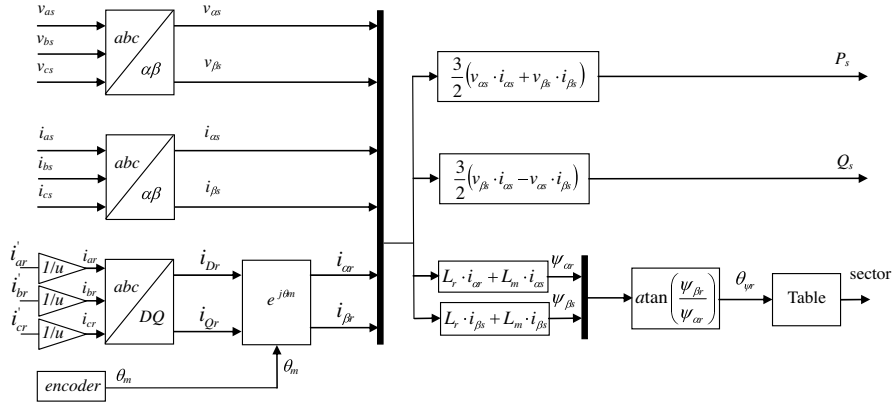 v_as
v_bs
v_cs
abc
αβ
v_αs
v_βs
i_as
i_bs
i_cs
abc
αβ
i_αs
i_βs
i'_ar
i'_br
i'_cr
1/u
1/u
1/u
i_ar
i_br
i_cr
abc
DQ
i_Dr
i_Qr
e^jθm
i_αr
i_βr
encoder
θ_m
θ_m
3/2 (v_αs · i_αs + v_βs · i_βs)
P_s
3/2 (v_βs · i_αs − v_αs · i_βs)
Q_s
L_r · i_αr + L_m · i_αs
ψ_αr
L_r · i_βs + L_m · i_βs
ψ_βs
atan (ψ_βr / ψ_αr)
θ_ψr
Table
sector